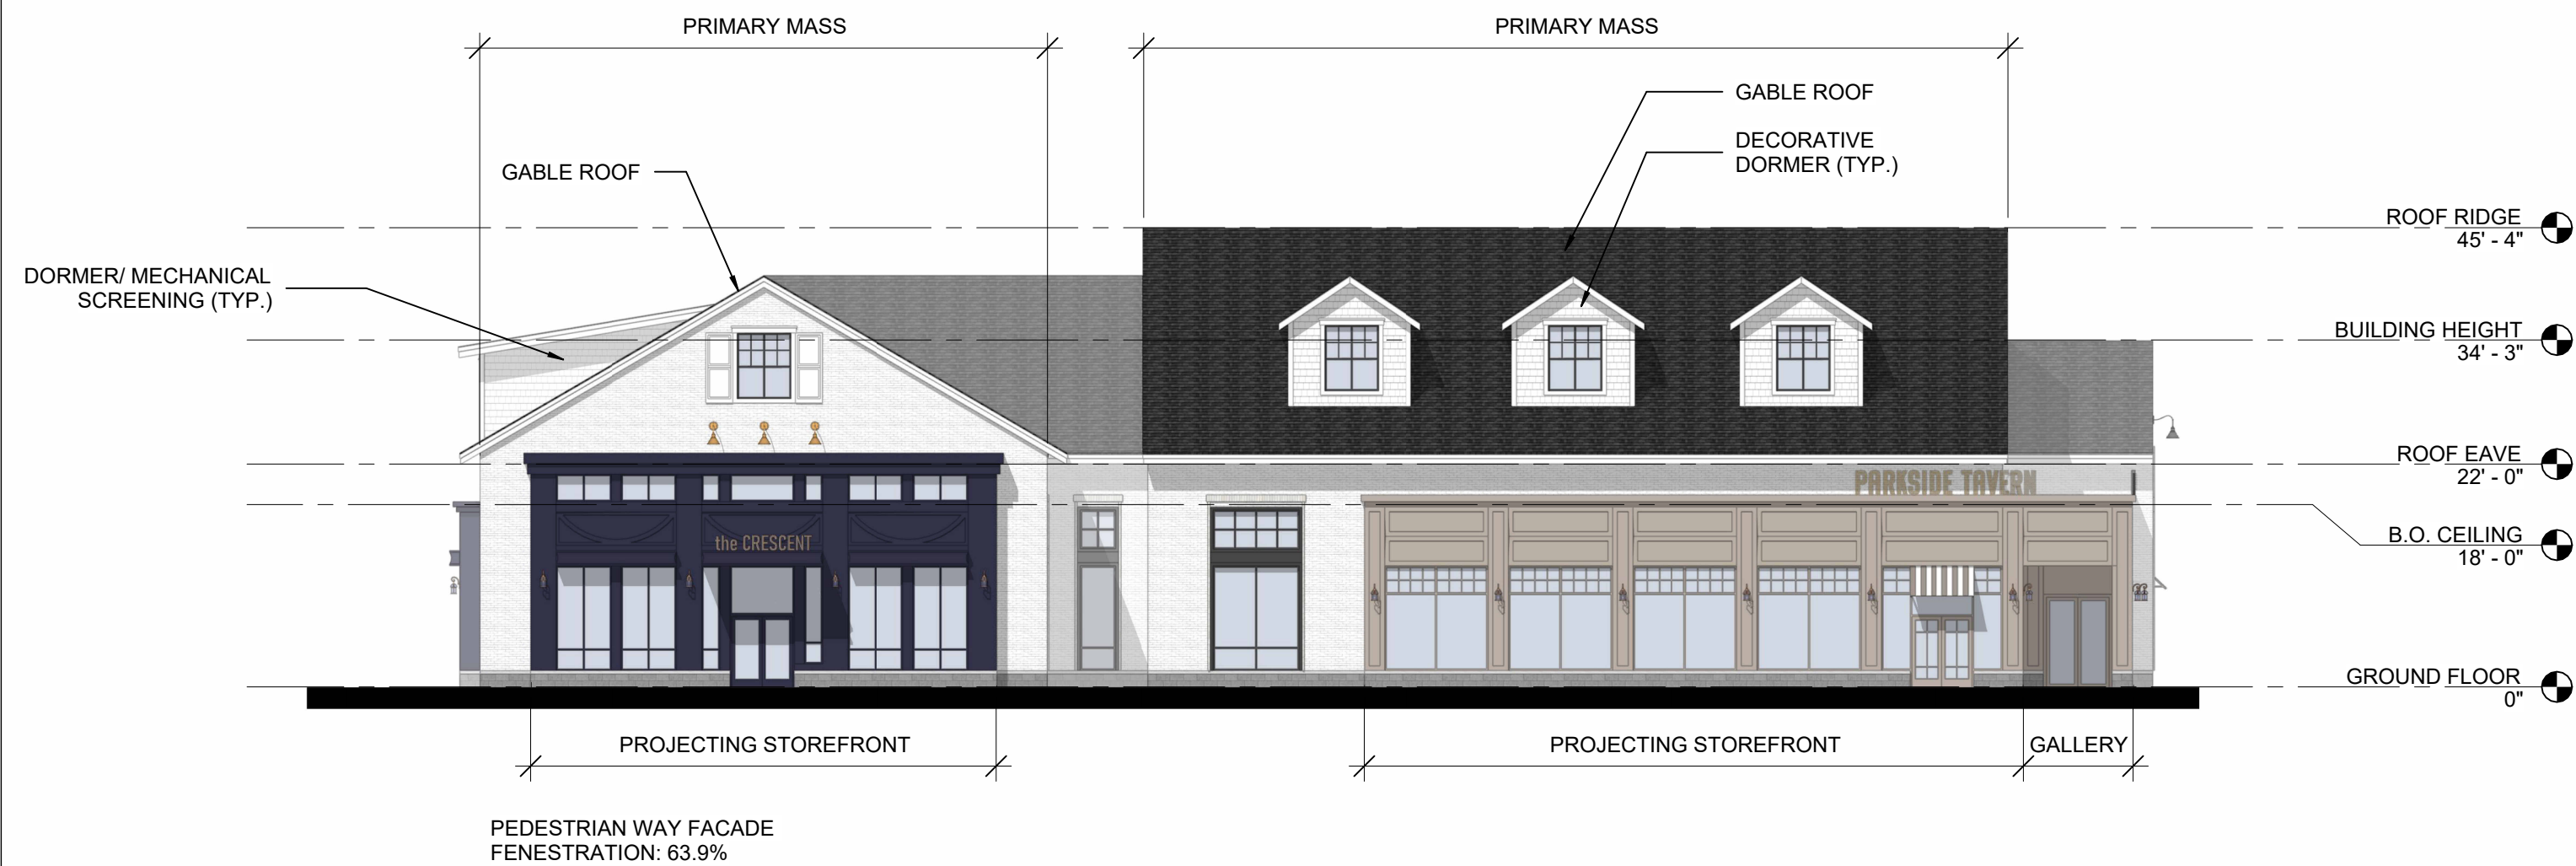 PRIMARY MASS
PRIMARY MASS
GABLE ROOF
DECORATIVE
DORMER (TYP.)
GABLE ROOF
ROOF RIDGE
45' - 4"
DORMER/ MECHANICAL
SCREENING (TYP.)
BUILDING HEIGHT
34' - 3"
ROOF EAVE
22' - 0"
PARKSIDE TAVERN
the CRESCENT
B.O. CEILING
18' - 0"
GROUND FLOOR
0"
PROJECTING STOREFRONT
PROJECTING STOREFRONT
GALLERY
PEDESTRIAN WAY FACADE
FENESTRATION: 63.9%